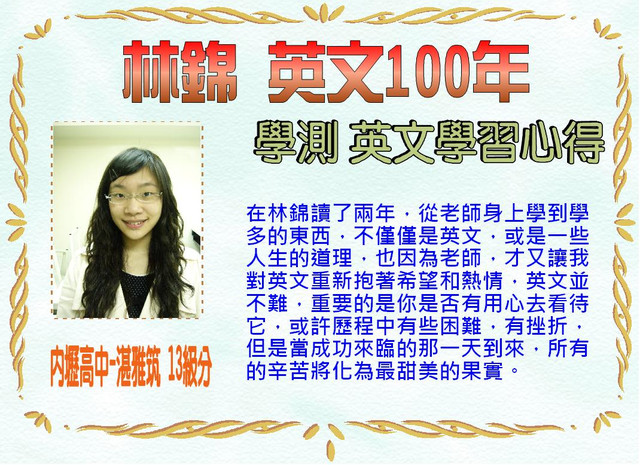 林錦 英文100年
學測 英文學習心得
在林錦讀了兩年，從老師身上學到學
多的東西，不僅僅是英文，或是一些
人生的道理，也因為老師，才又讓我
對英文重新抱著希望和熱情，英文並
不難，重要的是你是否有用心去看待
它，或許歷程中有些困難，有挫折，
但是當成功來臨的那一天到來，所有
的辛苦將化為最甜美的果實。
內壢高中-湛雅筑 13級分